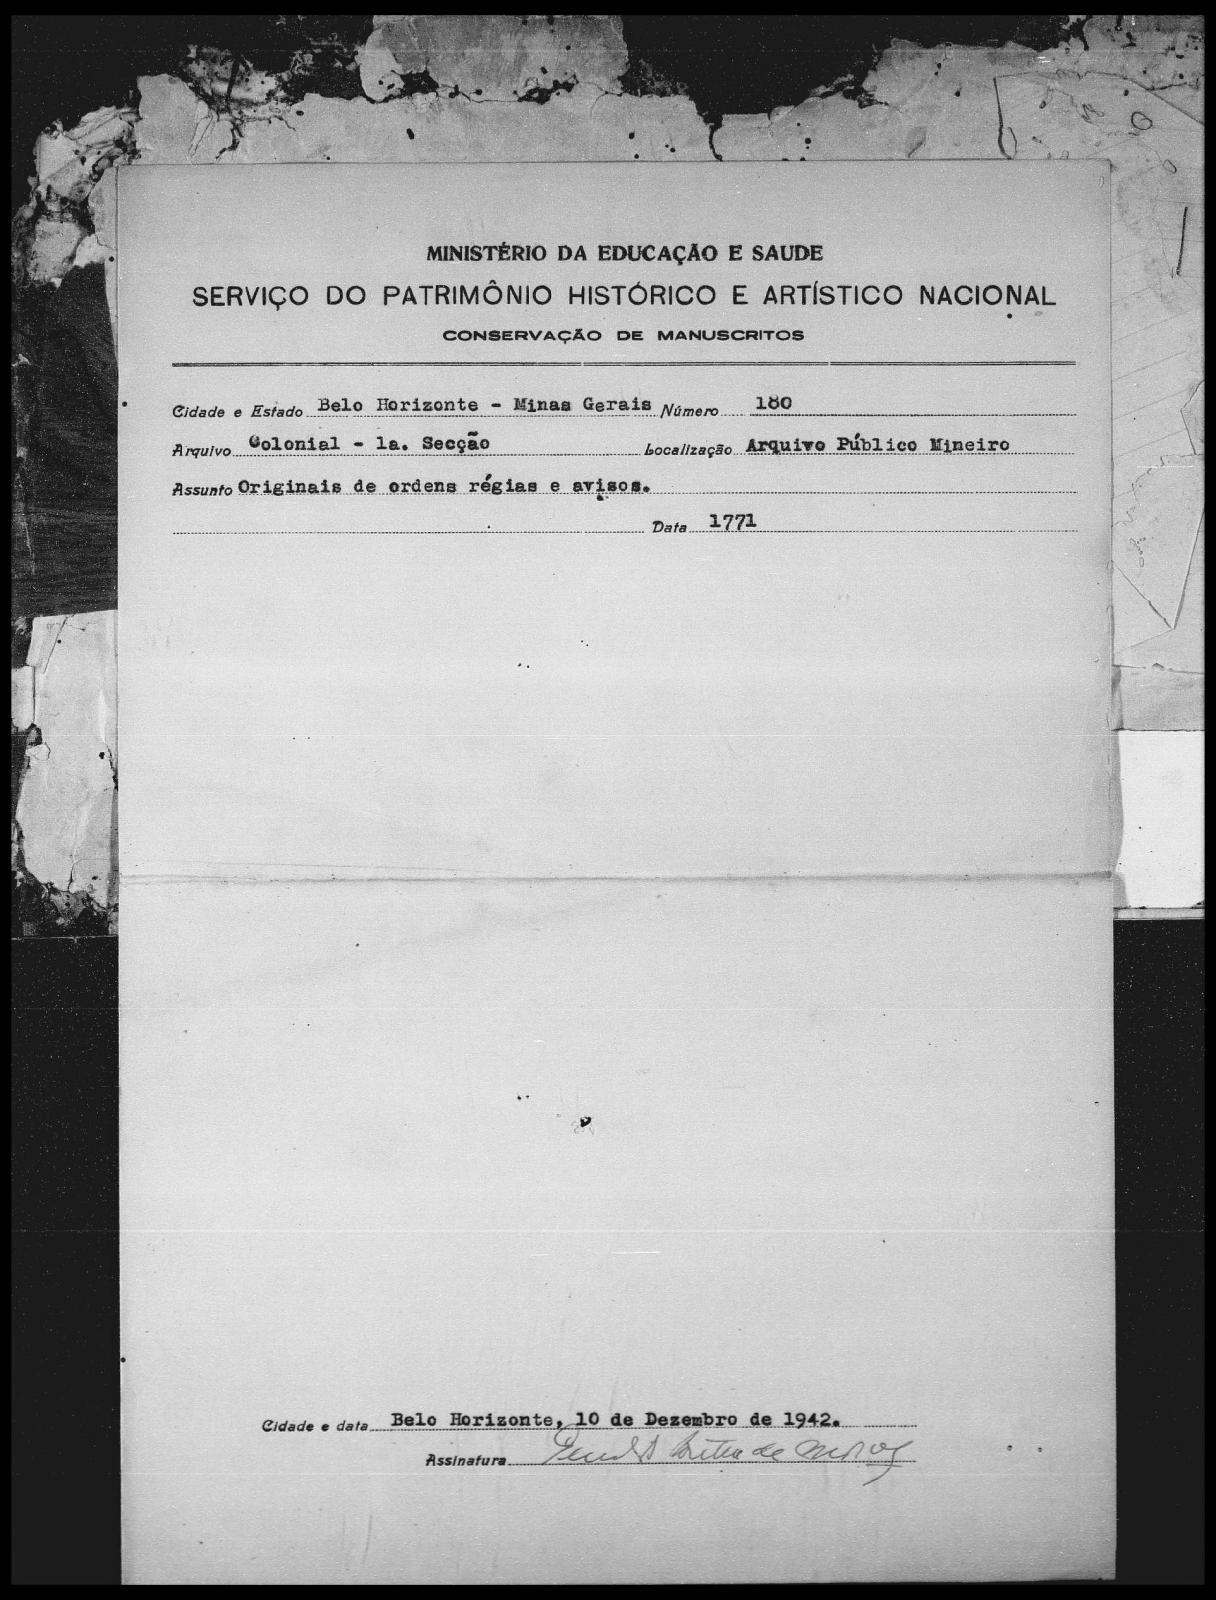 MINISTÉRIO DA EDUCAÇÃO E SAUDE
SERVIÇO DO PATRIMÔNIO HISTÓRICO E ARTÍSTICO NACIONAL
CONSERVAÇÃO DE MANUSCRITOS
Cidade e Estado Belo Horizonte - Minas Gerais Número 180
Arquivo Colonial - 1a. Secção Localização Arquivo Público Mineiro
Assunto Originais de ordens régias e avisos.
Data 1771
Cidade e data Belo Horizonte, 10 de Dezembro de 1942.
Assinatura